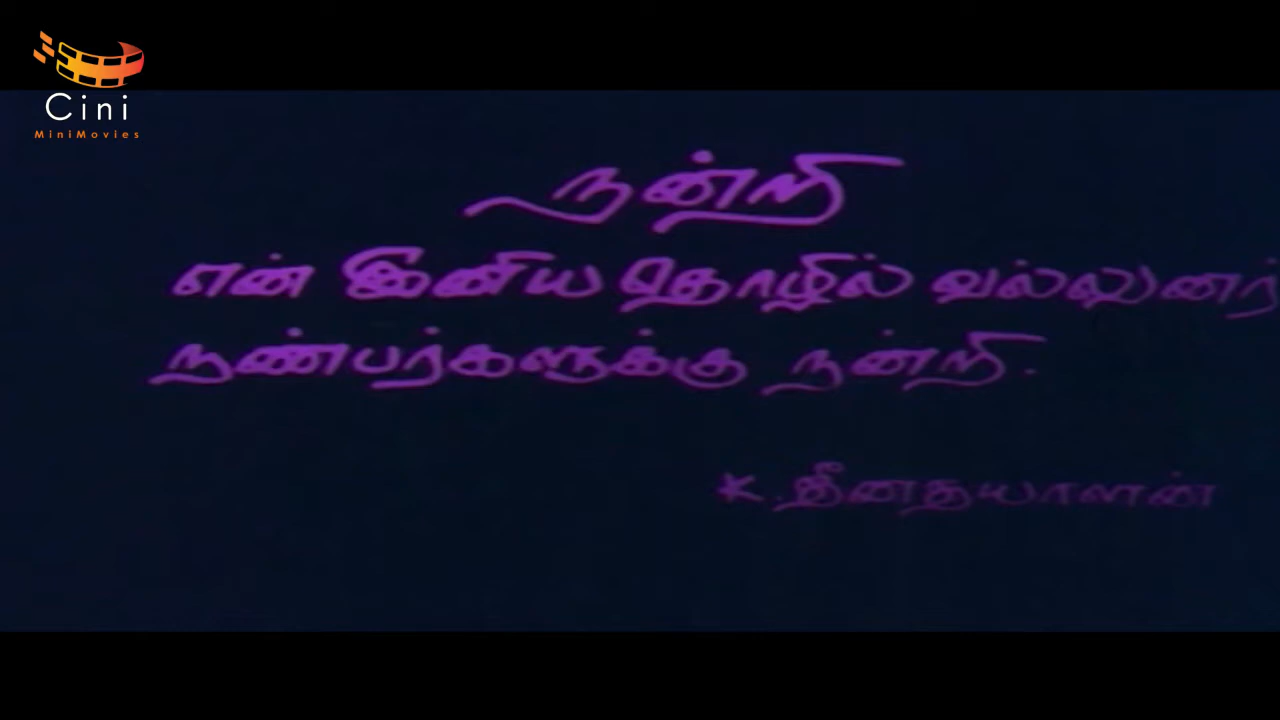 Cini
MiniMovies
நன்றி
என் இனிய தொழில் வல்லுனர்
நண்பர்களுக்கு நன்றி.
K. தீனதயாளன்